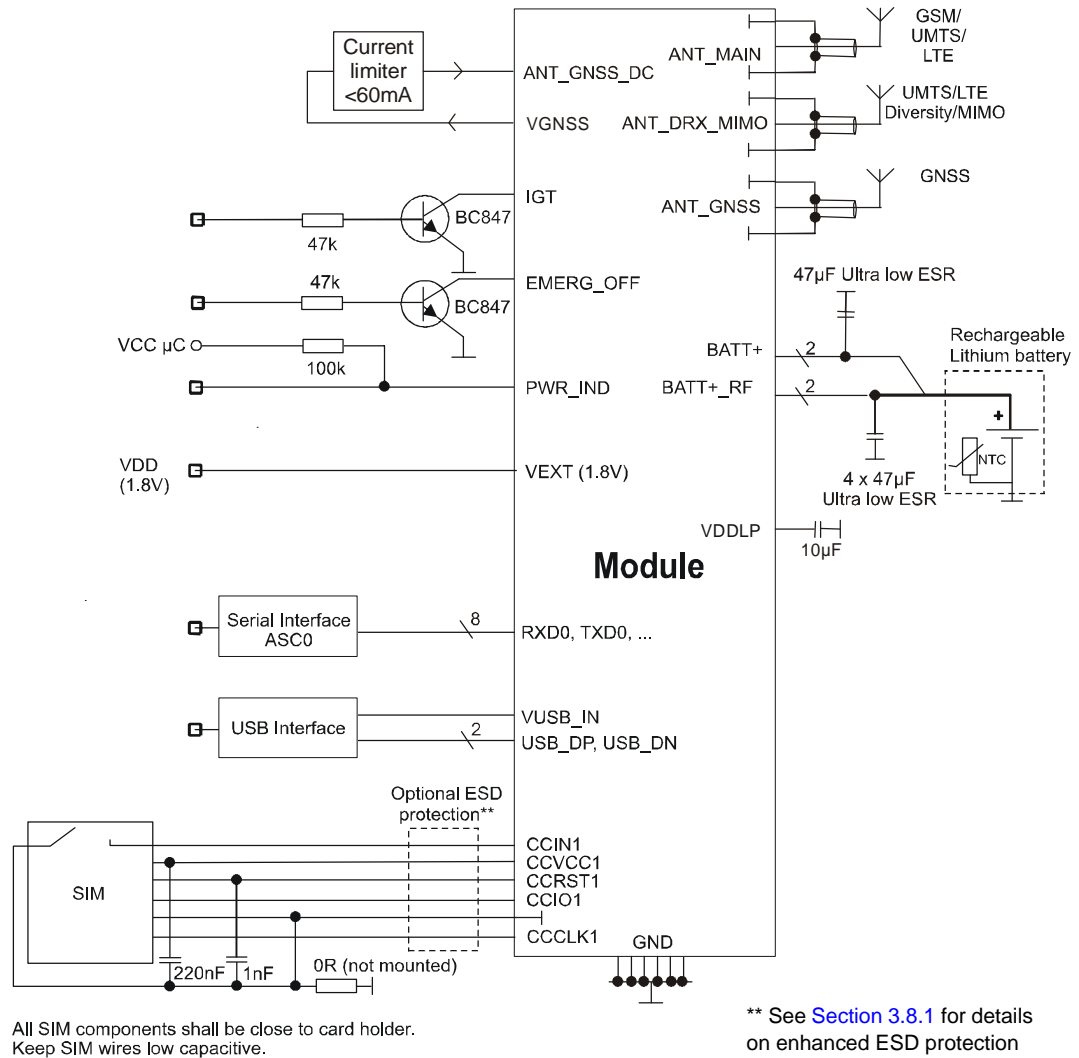 Current
limiter
<60mA
ANT_GNSS_DC
VGNSS
IGT
BC847
47k
47k
EMERG_OFF
BC847
VCC µC
100k
PWR_IND
VDD
(1.8V)
VEXT (1.8V)
Serial Interface
ASC0
8
RXD0, TXD0, ...
USB Interface
VUSB_IN
2
USB_DP, USB_DN
Optional ESD
protection**
SIM
CCIN1
CCVCC1
CCRST1
CCIO1
CCCLK1
220nF
1nF
0R (not mounted)
All SIM components shall be close to card holder.
Keep SIM wires low capacitive.
Module
GND
ANT_MAIN
GSM/
UMTS/
LTE
ANT_DRX_MIMO
UMTS/LTE
Diversity/MIMO
ANT_GNSS
GNSS
47µF Ultra low ESR
BATT+
2
BATT+_RF
2
Rechargeable
Lithium battery
+
NTC
4 x 47µF
Ultra low ESR
VDDLP
10µF
** See Section 3.8.1 for details
on enhanced ESD protection